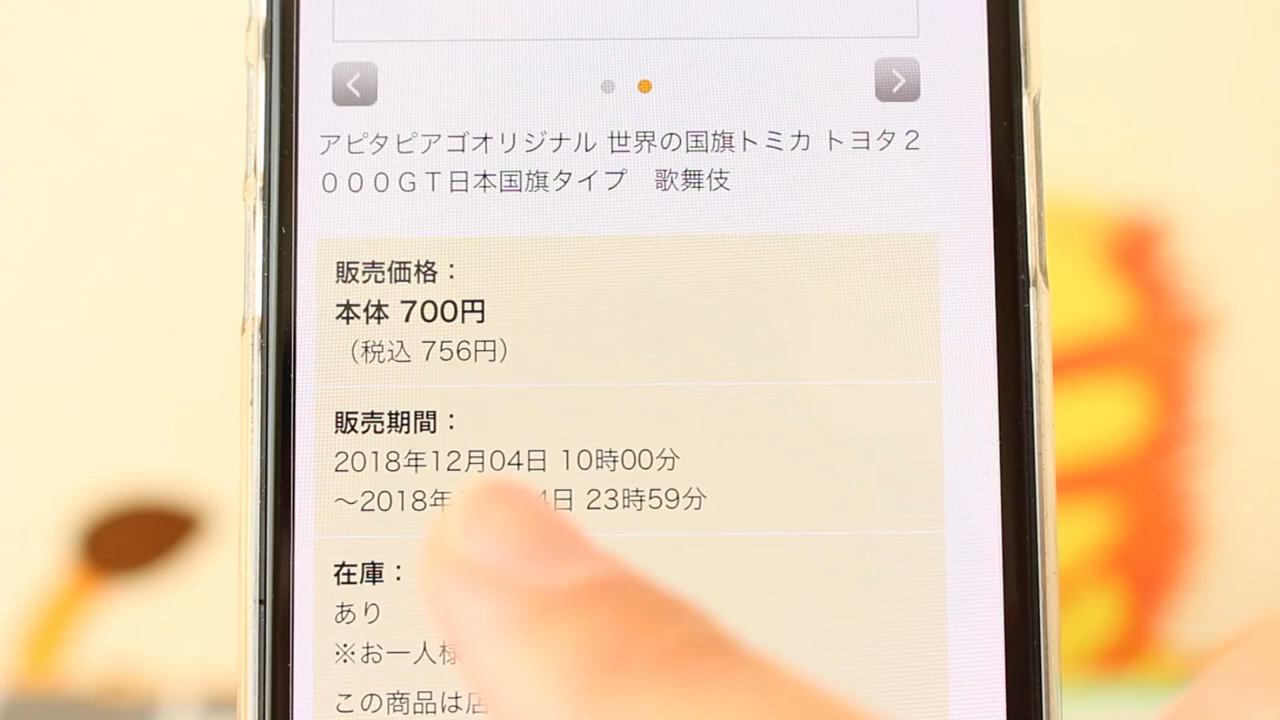 アピタピアゴオリジナル 世界の国旗トミカ トヨタ２
０００ＧＴ日本国旗タイプ　歌舞伎
販売価格：
本体 700円
（税込 756円）
販売期間：
2018年12月04日 10時00分
～2018年 4日 23時59分
在庫：
あり
※お一人様
この商品は店